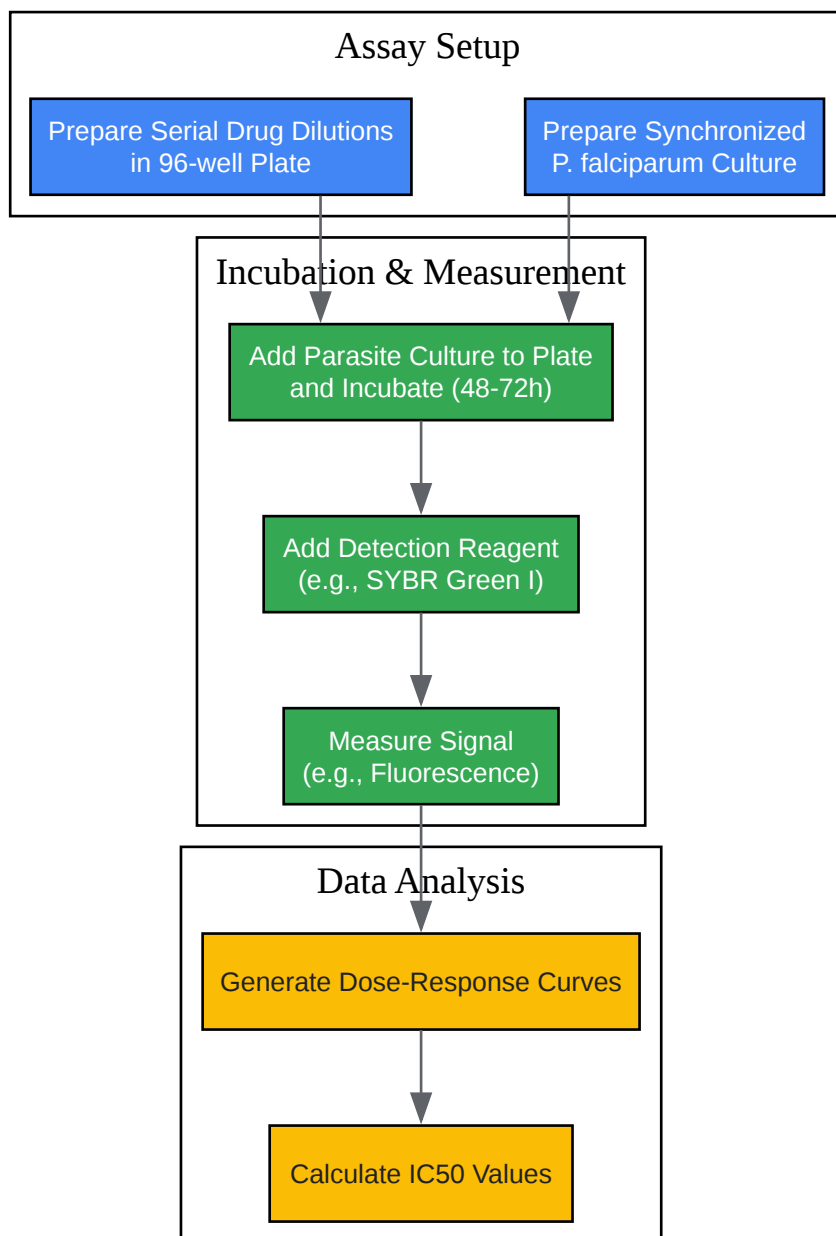 Assay Setup
Prepare Serial Drug Dilutions
in 96-well Plate
Prepare Synchronized
P. falciparum Culture
Incubation & Measurement
Add Parasite Culture to Plate
and Incubate (48-72h)
Add Detection Reagent
(e.g., SYBR Green I)
Measure Signal
(e.g., Fluorescence)
Data Analysis
Generate Dose-Response Curves
Calculate IC50 Values